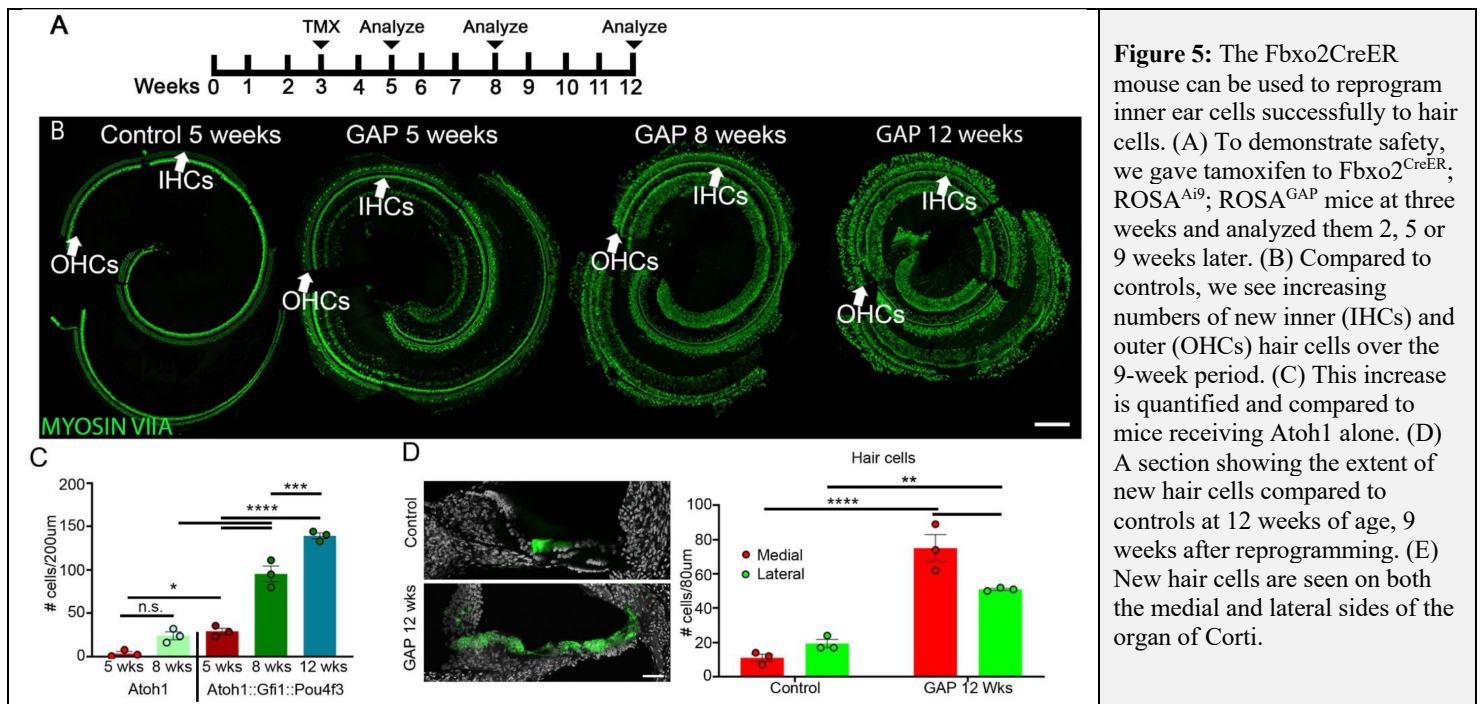 A
TMX Analyze Analyze Analyze
Weeks 0 1 2 3 4 5 6 7 8 9 10 11 12
B
Control 5 weeks GAP 5 weeks GAP 8 weeks GAP 12 weeks
IHCs IHCs IHCs IHCs
OHCs OHCs OHCs OHCs
MYOSIN VIIA
C
# cells/200um
200
150
100
50
0
n.s. * **** ***
5 wks 8 wks 5 wks 8 wks 12 wks
Atoh1 Atoh1::Gfi1::Pou4f3
D
Control
GAP 12 wks
Hair cells
# cells/80um
100
80
60
40
20
0
**
****
Medial
Lateral
Control GAP 12 Wks
Figure 5: The Fbxo2CreER
mouse can be used to reprogram
inner ear cells successfully to hair
cells. (A) To demonstrate safety,
we gave tamoxifen to Fbxo2CreER;
ROSAAi9; ROSAGAP mice at three
weeks and analyzed them 2, 5 or
9 weeks later. (B) Compared to
controls, we see increasing
numbers of new inner (IHCs) and
outer (OHCs) hair cells over the
9-week period. (C) This increase
is quantified and compared to
mice receiving Atoh1 alone. (D)
A section showing the extent of
new hair cells compared to
controls at 12 weeks of age, 9
weeks after reprogramming. (E)
New hair cells are seen on both
the medial and lateral sides of the
organ of Corti.